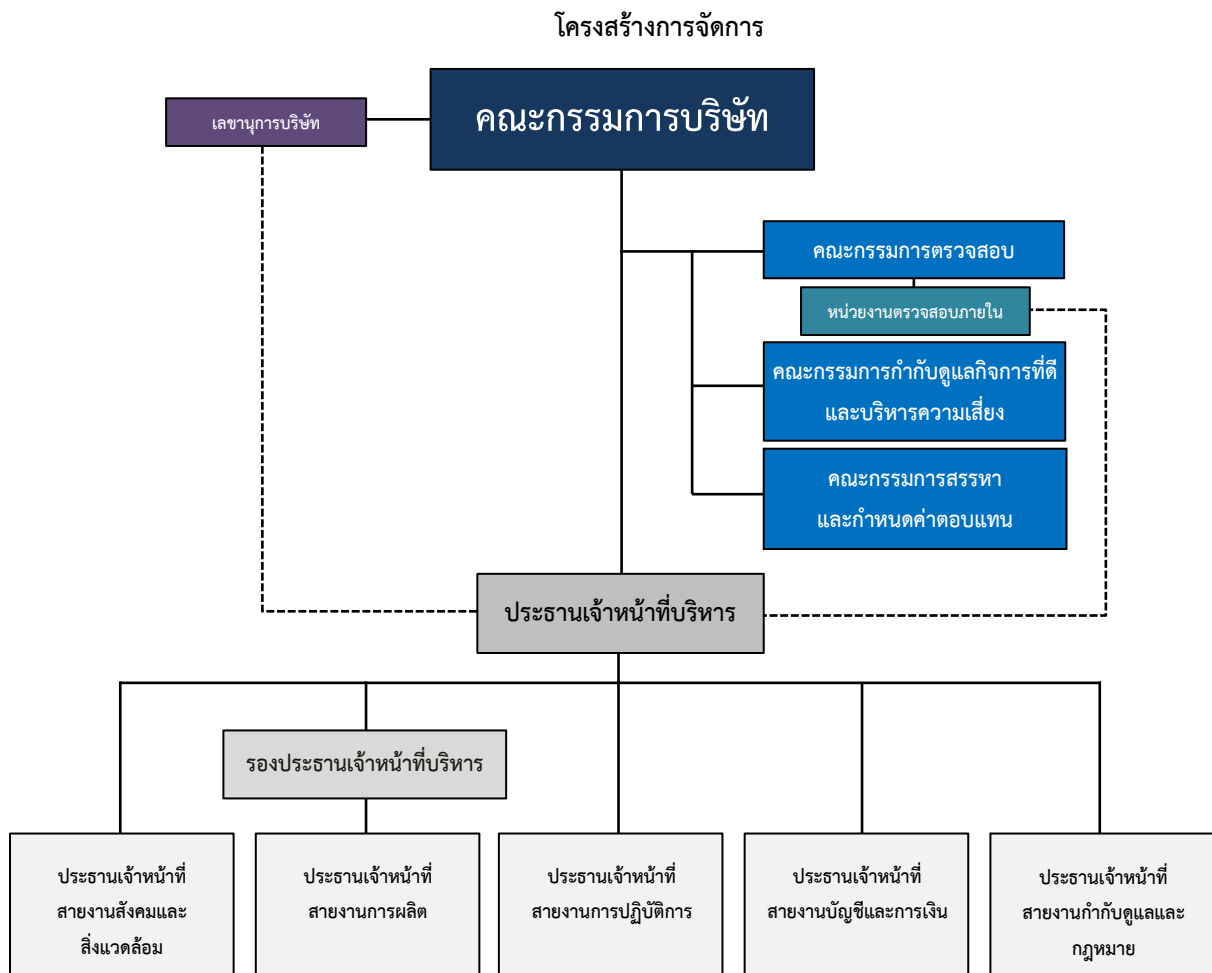 โครงสร้างการจัดการ
คณะกรรมการบริษัท
เลขานุการบริษัท
คณะกรรมการตรวจสอบ
หน่วยงานตรวจสอบภายใน
คณะกรรมการกำกับดูแลกิจการที่ดี
และบริหารความเสี่ยง
คณะกรรมการสรรหา
และกำหนดค่าตอบแทน
ประธานเจ้าหน้าที่บริหาร
รองประธานเจ้าหน้าที่บริหาร
ประธานเจ้าหน้าที่
สายงานสังคมและ
สิ่งแวดล้อม
ประธานเจ้าหน้าที่
สายงานการผลิต
ประธานเจ้าหน้าที่
สายงานการปฏิบัติการ
ประธานเจ้าหน้าที่
สายงานบัญชีและการเงิน
ประธานเจ้าหน้าที่
สายงานกำกับดูแลและ
กฎหมาย